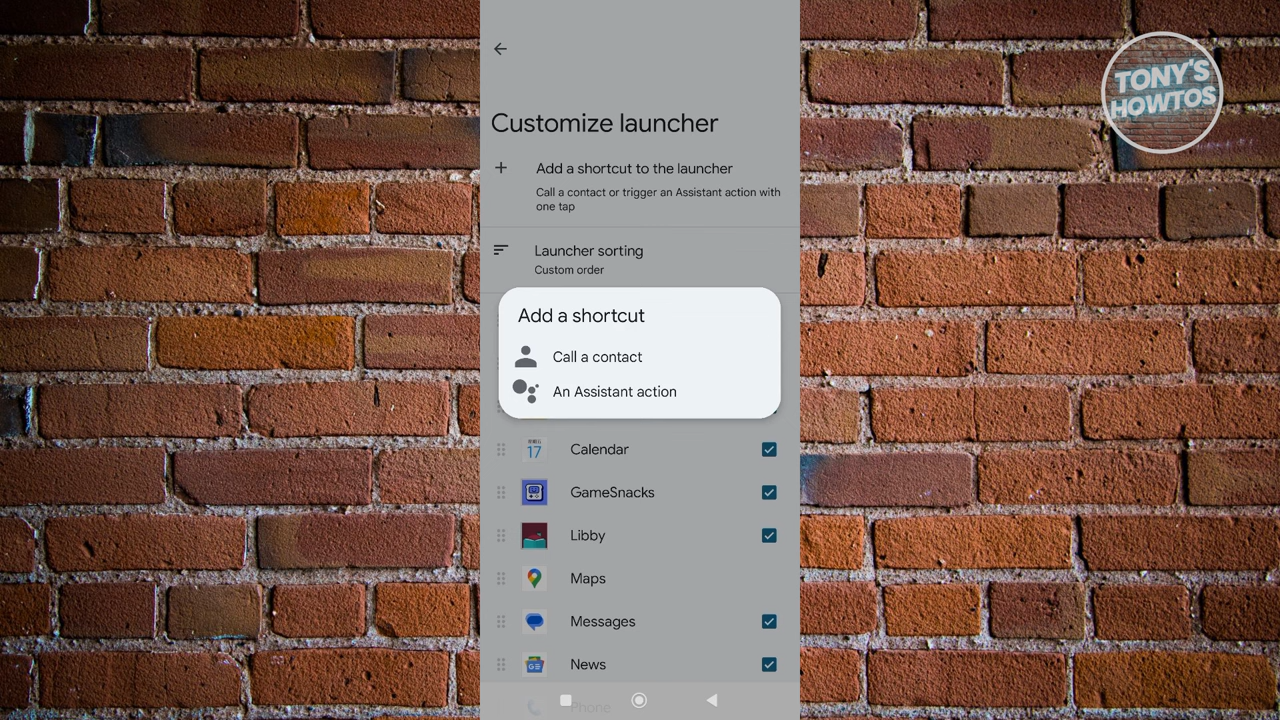 TONY'S
HOWTOS
Customize launcher
Add a shortcut to the launcher
Call a contact or trigger an Assistant action with
one tap
Launcher sorting
Custom order
Add a shortcut
Call a contact
An Assistant action
17
Calendar
GameSnacks
Libby
Maps
Messages
News
Phone